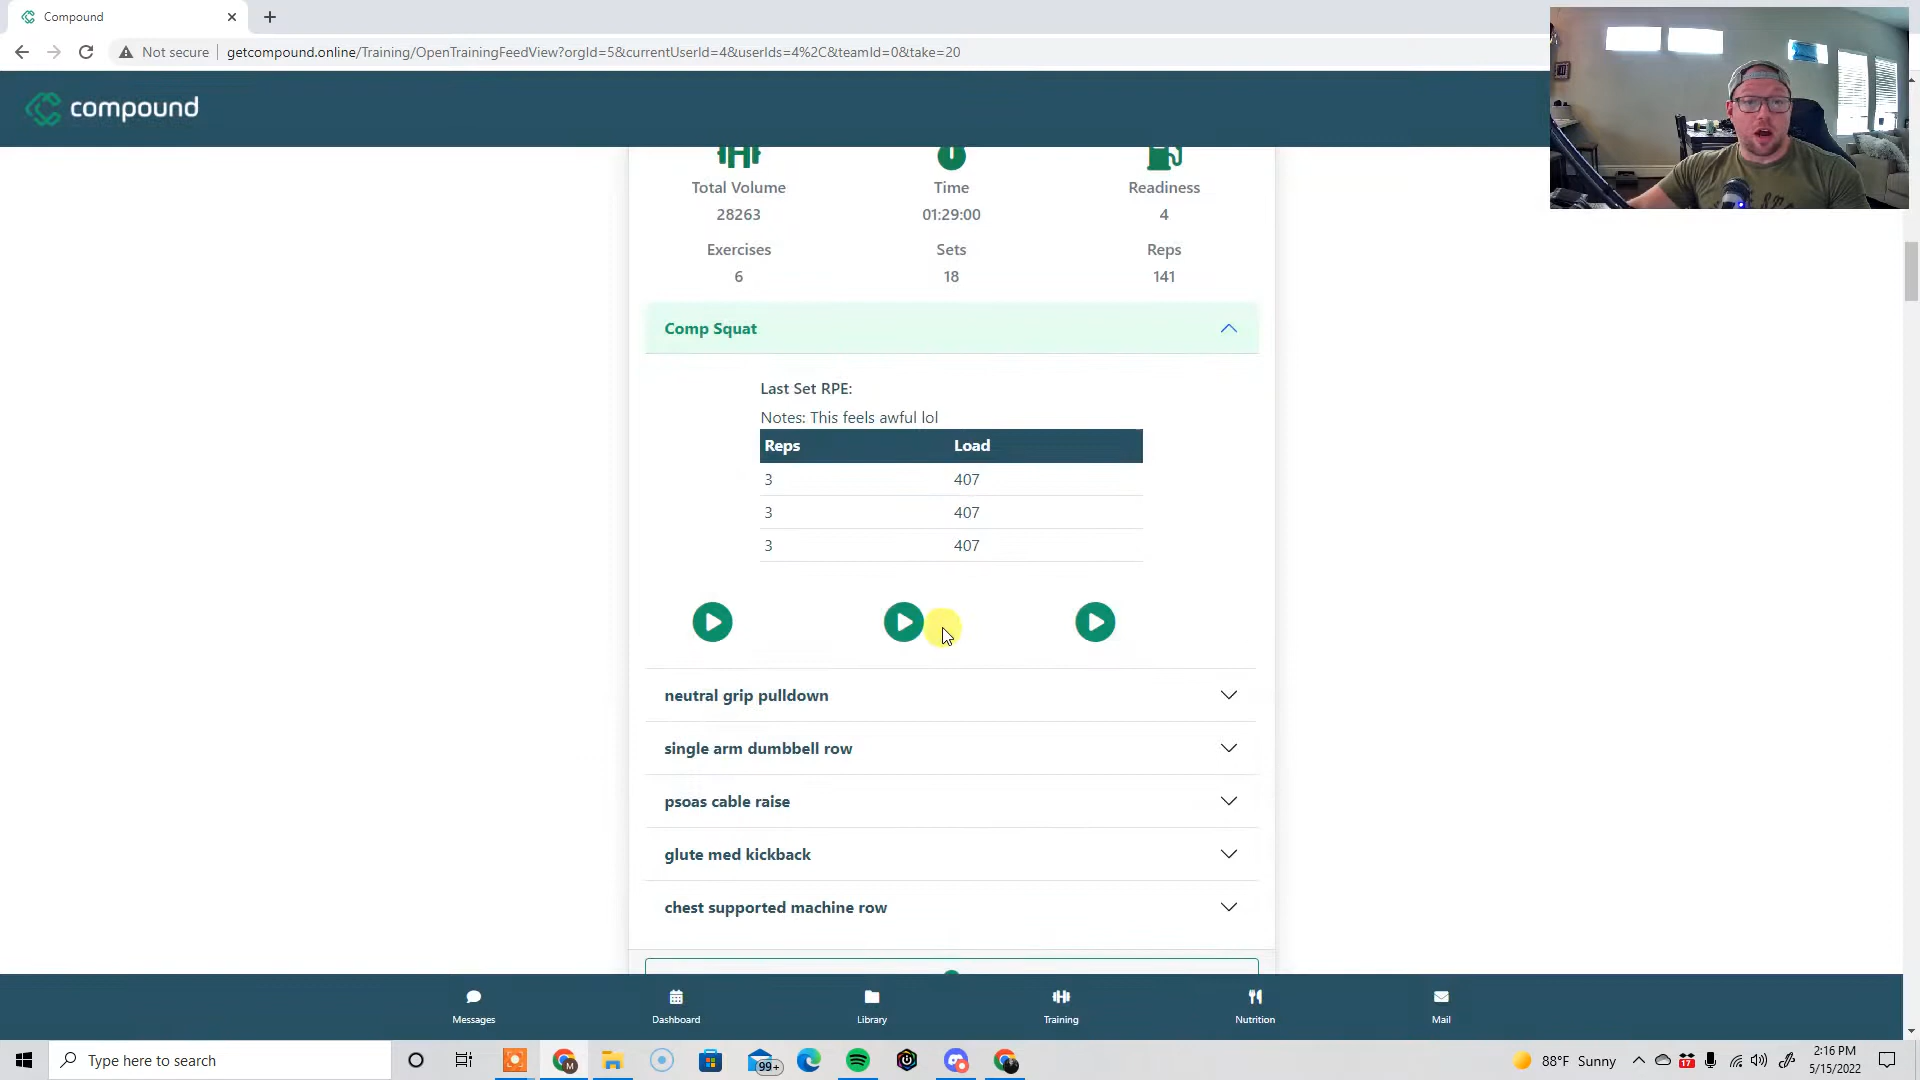 Compound
Not secure
getcompound.online/Training/OpenTrainingFeedView?orgId=5&currentUserId=4&userIds=4%2C&teamId=0&take=20
compound
Total Volume Time Readiness
28263 01:29:00 4
Exercises Sets Reps
6 18 141
Comp Squat
Last Set RPE:
Notes: This feels awful lol
Reps Load
3 407
3 407
3 407
neutral grip pulldown
single arm dumbbell row
psoas cable raise
glute med kickback
chest supported machine row
Messages Dashboard Library Training Nutrition Mail
Type here to search
99+
88°F Sunny
17
2:16 PM
5/15/2022